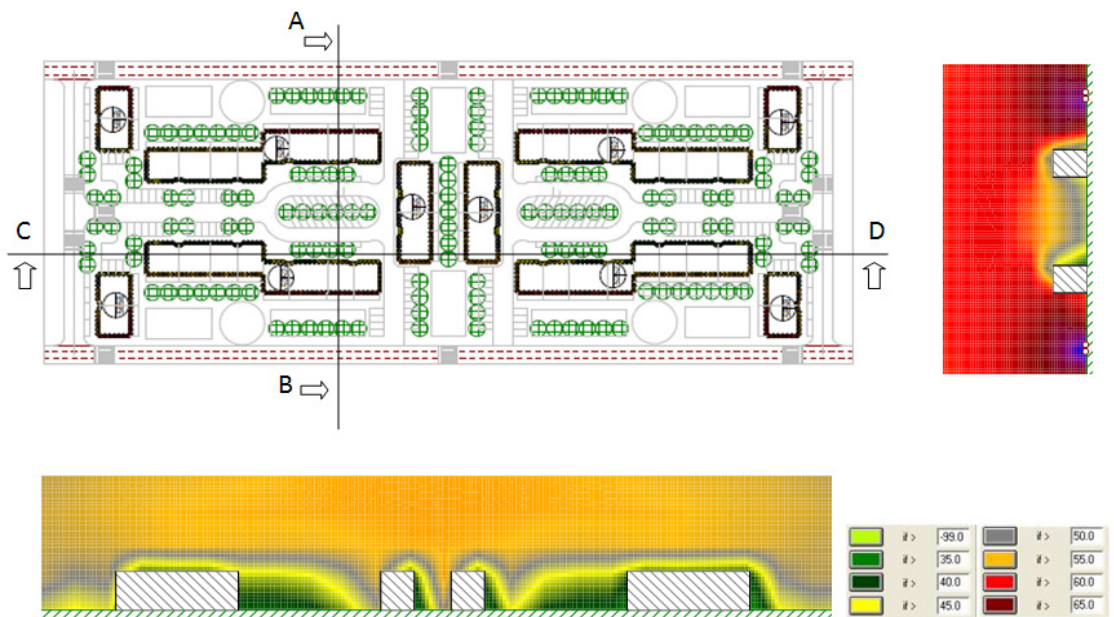 A
C
D
B
if > -99.0 if > 50.0
if > 35.0 if > 55.0
if > 40.0 if > 60.0
if > 45.0 if > 65.0